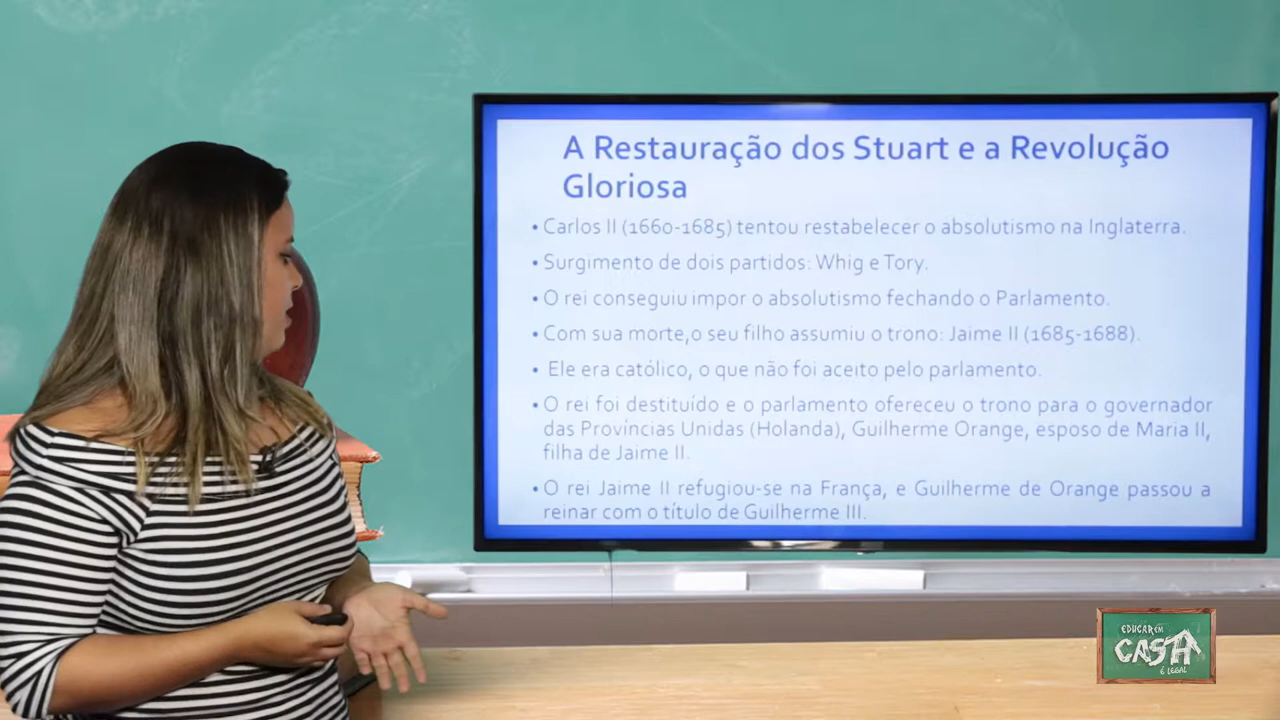 A Restauração dos Stuart e a Revolução
Gloriosa
• Carlos II (1660-1685) tentou restabelecer o absolutismo na Inglaterra.
• Surgimento de dois partidos: Whig e Tory.
• O rei conseguiu impor o absolutismo fechando o Parlamento.
• Com sua morte,o seu filho assumiu o trono: Jaime II (1685-1688).
• Ele era católico, o que não foi aceito pelo parlamento.
• O rei foi destituído e o parlamento ofereceu o trono para o governador
das Províncias Unidas (Holanda), Guilherme Orange, esposo de Maria II,
filha de Jaime II.
• O rei Jaime II refugiou-se na França, e Guilherme de Orange passou a
reinar com o título de Guilherme III.
EDUCAR EM
CASA
É LEGAL